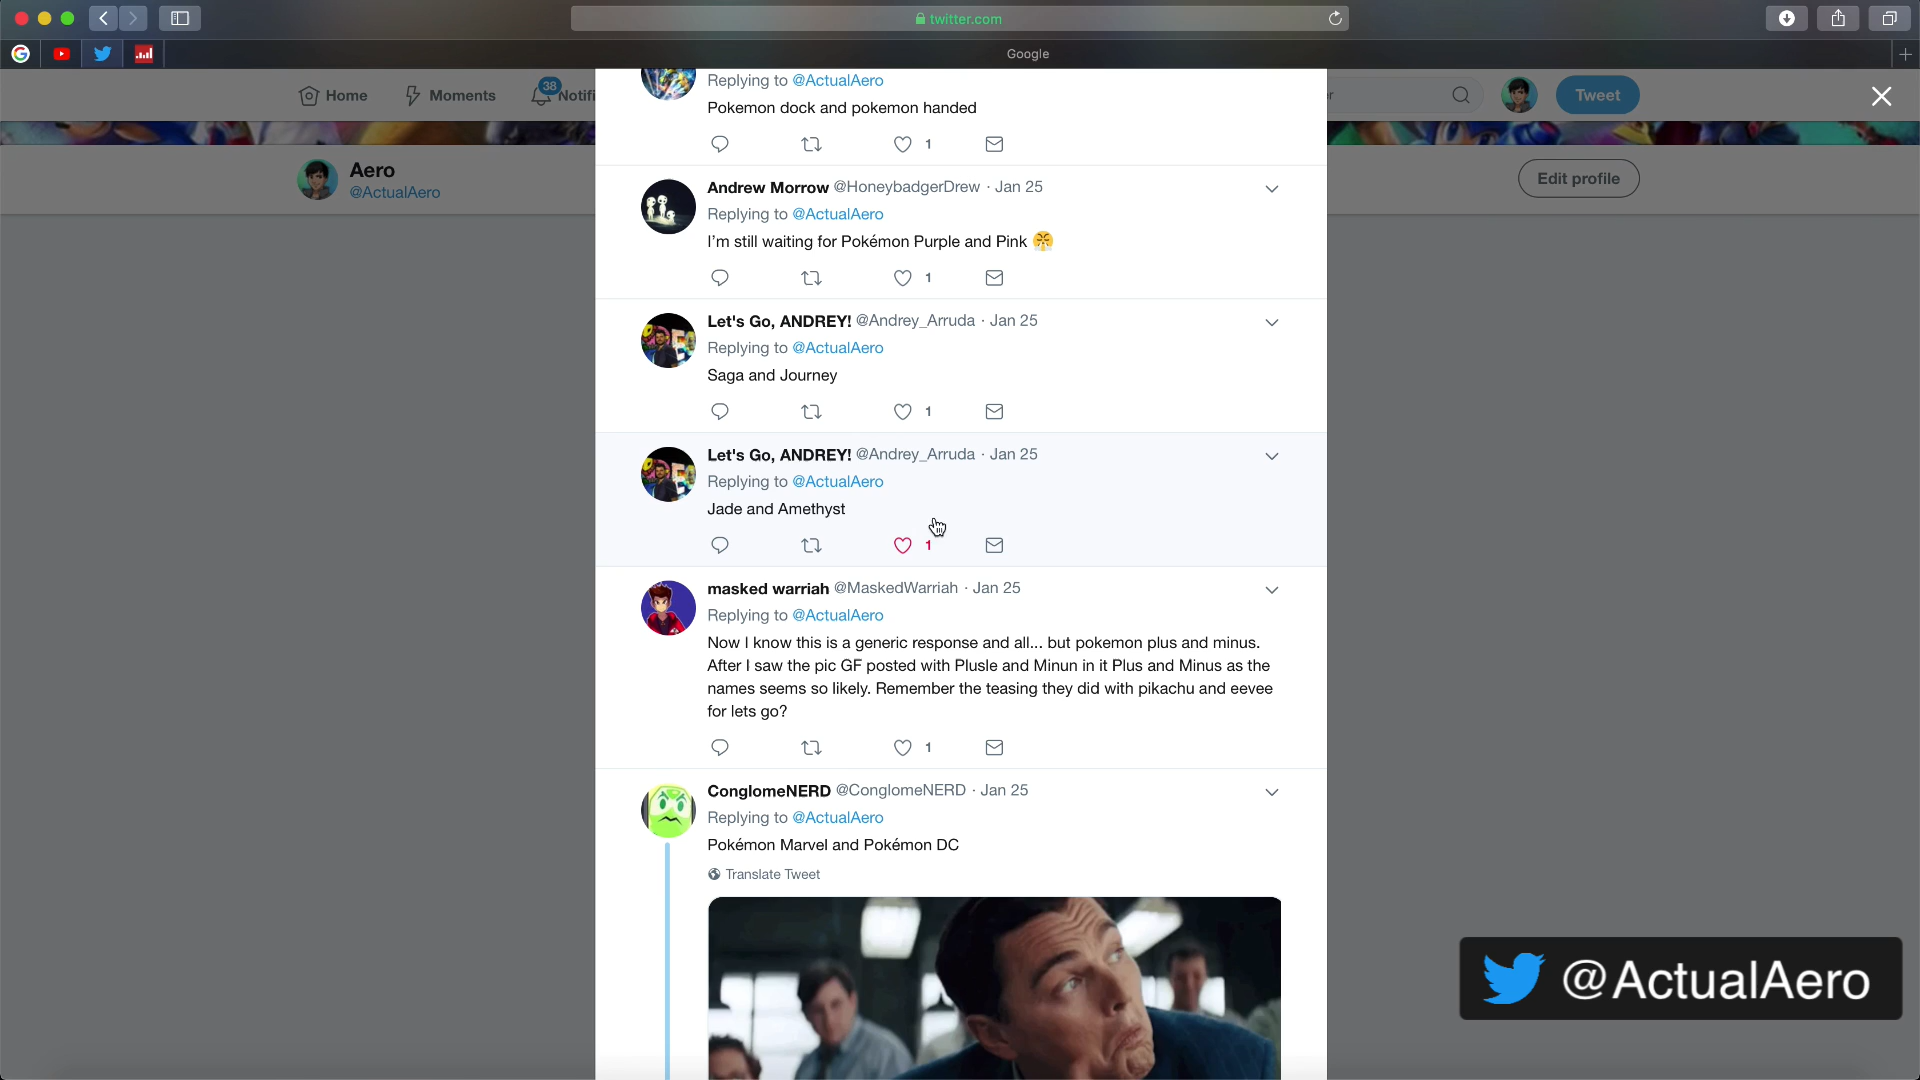 twitter.com
Google
Home
Moments
38
Notifi
Tweet
Aero
@ActualAero
Edit profile
Replying to @ActualAero
Pokemon dock and pokemon handed
1
Andrew Morrow @HoneybadgerDrew · Jan 25
Replying to @ActualAero
I'm still waiting for Pokémon Purple and Pink
1
Let's Go, ANDREY! @Andrey_Arruda · Jan 25
Replying to @ActualAero
Saga and Journey
1
Let's Go, ANDREY! @Andrey_Arruda · Jan 25
Replying to @ActualAero
Jade and Amethyst
1
masked warriah @MaskedWarriah · Jan 25
Replying to @ActualAero
Now I know this is a generic response and all... but pokemon plus and minus.
After I saw the pic GF posted with Plusle and Minun in it Plus and Minus as the
names seems so likely. Remember the teasing they did with pikachu and eevee
for lets go?
1
ConglomeNERD @ConglomeNERD · Jan 25
Replying to @ActualAero
Pokémon Marvel and Pokémon DC
Translate Tweet
@ActualAero